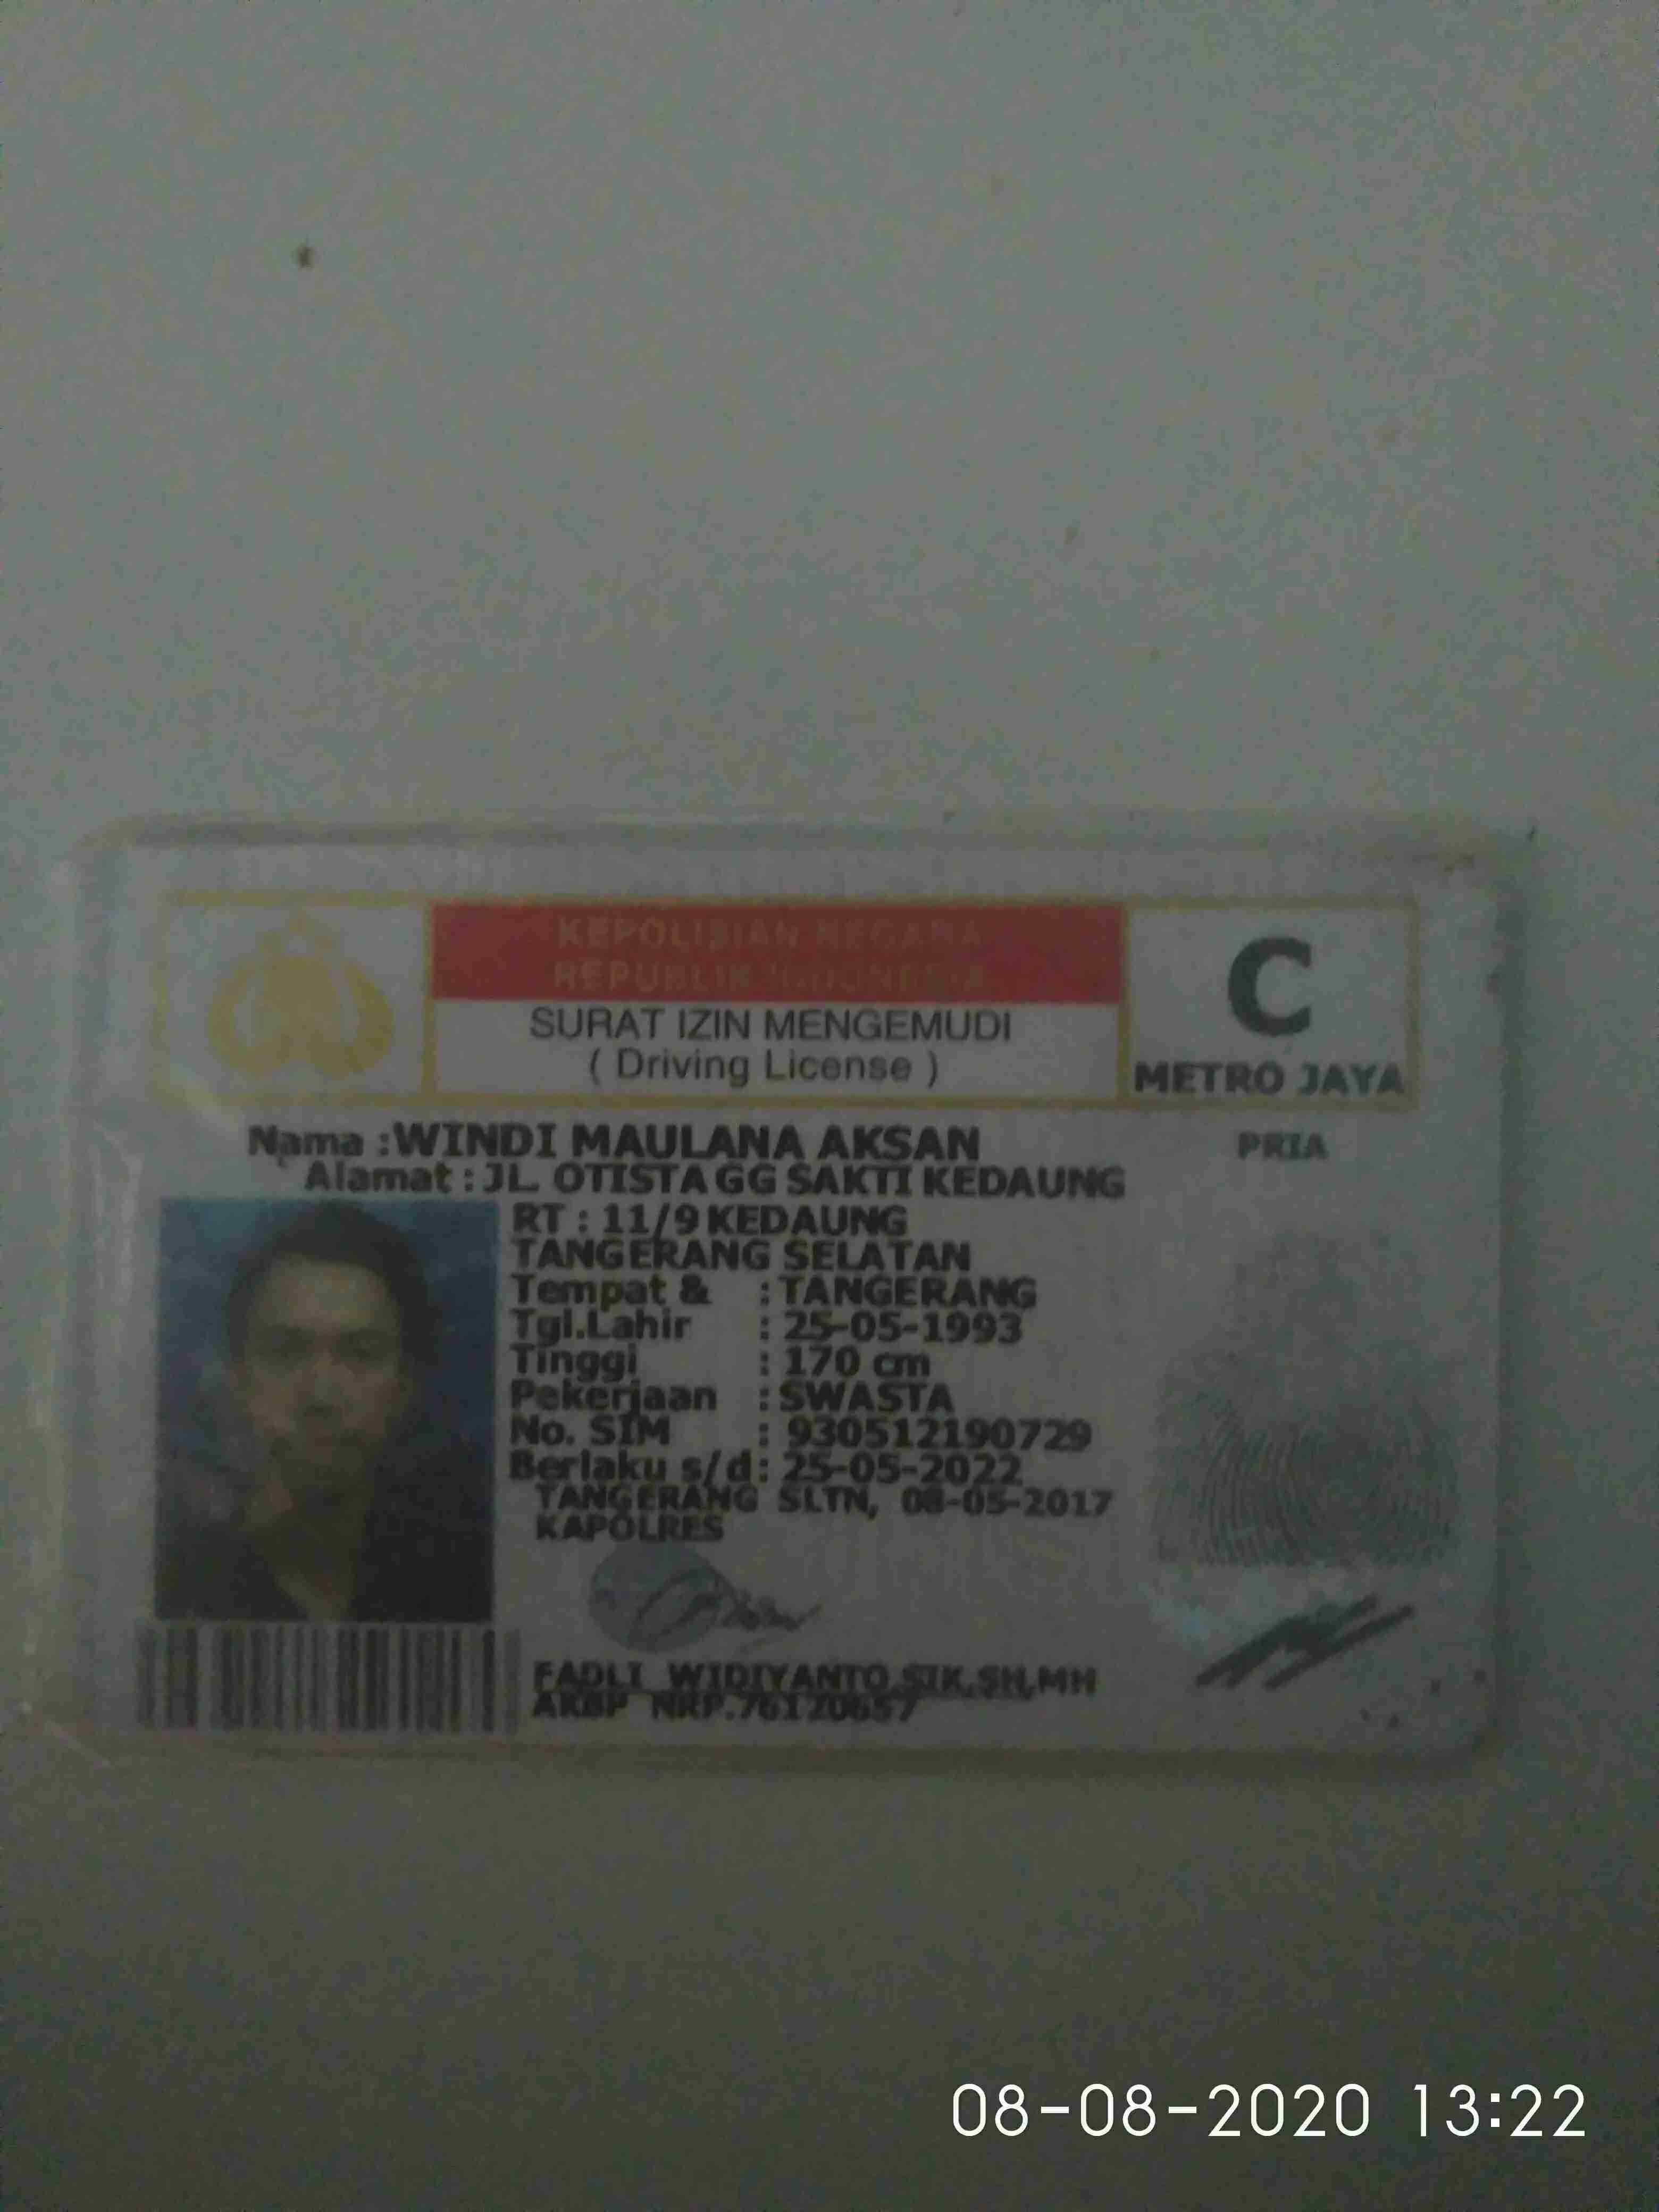 KEPOLISIAN NEGARA
REPUBLIK INDONESIA
SURAT IZIN MENGEMUDI
( Driving License )
C
METRO JAYA
Nama :WINDI MAULANA AKSAN
PRIA
Alamat : JL. OTISTA GG SAKTI KEDAUNG
RT : 11/9 KEDAUNG
TANGERANG SELATAN
Tempat & : TANGERANG
Tgl.Lahir : 25-05-1993
Tinggi : 170 cm
Pekerjaan : SWASTA
No. SIM : 930512190729
Berlaku s/d : 25-05-2022
TANGERANG SLTN, 08-05-2017
KAPOLRES
FADLI WIDIYANTO,SIK,SH,MH
AKBP NRP.76120657
08-08-2020 13:22